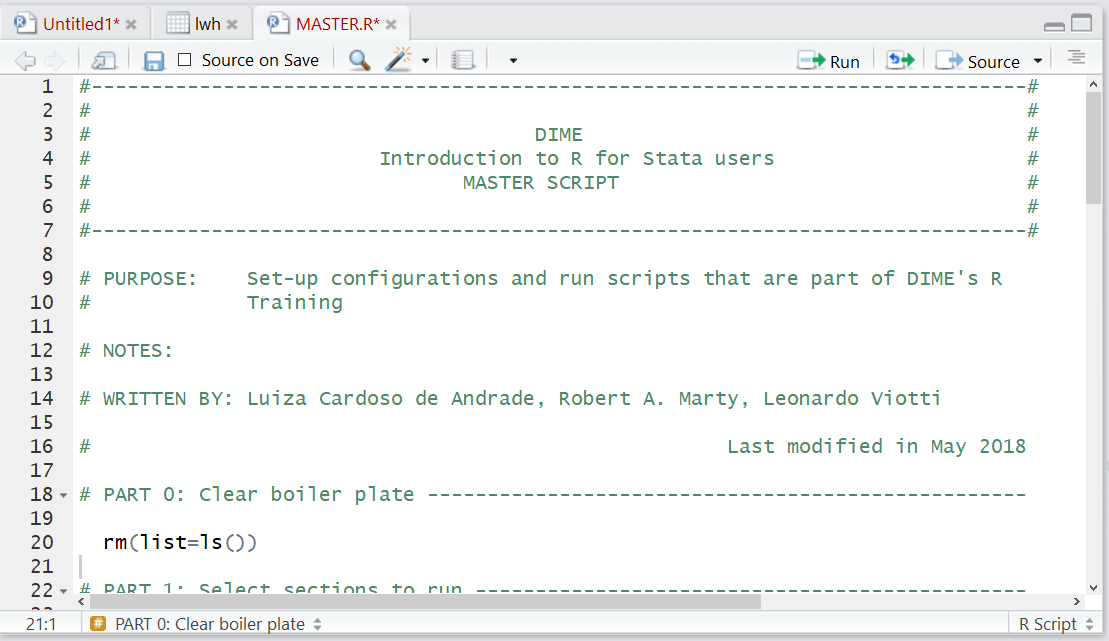 Untitled1* lwh MASTER.R*
Source on Save Run Source
1 #------------------------------------------------------------------------------#
2 # #
3 # DIME #
4 # Introduction to R for Stata users #
5 # MASTER SCRIPT #
6 # #
7 #------------------------------------------------------------------------------#
8
9 # PURPOSE: Set-up configurations and run scripts that are part of DIME's R
10 # Training
11
12 # NOTES:
13
14 # WRITTEN BY: Luiza Cardoso de Andrade, Robert A. Marty, Leonardo Viotti
15
16 # Last modified in May 2018
17
18 # PART 0: Clear boiler plate --------------------------------------------------
19
20 rm(list=ls())
21
22 # PART 1: Select sections to run ----------------------------------------------
23
21:1 # PART 0: Clear boiler plate R Script